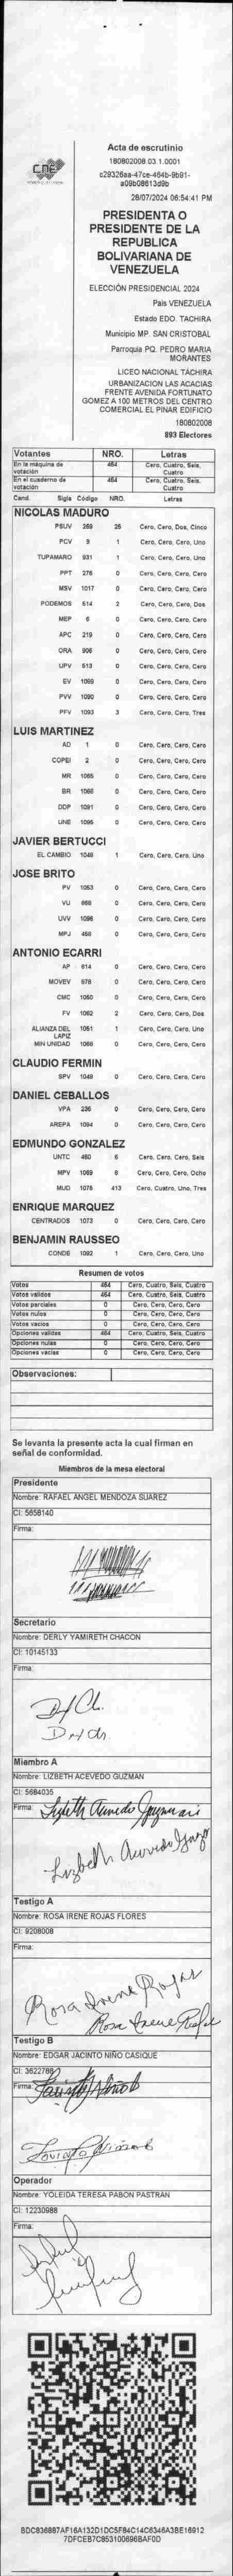 cne
Acta de escrutinio
180802008.03.1.0001
c29326aa-47ce-464b-9b91-
a09b08613d9b
28/07/2024 06:54:41 PM
PRESIDENTA O
PRESIDENTE DE LA
REPUBLICA
BOLIVARIANA DE
VENEZUELA
ELECCIÓN PRESIDENCIAL 2024
País VENEZUELA
Estado EDO. TACHIRA
Municipio MP. SAN CRISTOBAL
Parroquia PQ. PEDRO MARIA
MORANTES
LICEO NACIONAL TÁCHIRA
URBANIZACION LAS ACACIAS
FRENTE AVENIDA FORTUNATO
GOMEZ A 100 METROS DEL CENTRO
COMERCIAL EL PINAR EDIFICIO
180802008
893 Electores
Votantes NRO. Letras
En la máquina de votación 464 Cero, Cuatro, Seis, Cuatro
En el cuaderno de votación 464 Cero, Cuatro, Seis, Cuatro
Cand. Sigla Código NRO. Letras
NICOLAS MADURO
PSUV 269 25 Cero, Cero, Dos, Cinco
PCV 9 1 Cero, Cero, Cero, Uno
TUPAMARO 931 1 Cero, Cero, Cero, Uno
PPT 276 0 Cero, Cero, Cero, Cero
MSV 1017 0 Cero, Cero, Cero, Cero
PODEMOS 514 2 Cero, Cero, Cero, Dos
MEP 6 0 Cero, Cero, Cero, Cero
APC 219 0 Cero, Cero, Cero, Cero
ORA 906 0 Cero, Cero, Cero, Cero
UPV 513 0 Cero, Cero, Cero, Cero
EV 1069 0 Cero, Cero, Cero, Cero
PVV 1090 0 Cero, Cero, Cero, Cero
PFV 1093 3 Cero, Cero, Cero, Tres
LUIS MARTINEZ
AD 1 0 Cero, Cero, Cero, Cero
COPEI 2 0 Cero, Cero, Cero, Cero
MR 1065 0 Cero, Cero, Cero, Cero
BR 1066 0 Cero, Cero, Cero, Cero
DDP 1091 0 Cero, Cero, Cero, Cero
UNE 1095 0 Cero, Cero, Cero, Cero
JAVIER BERTUCCI
EL CAMBIO 1048 1 Cero, Cero, Cero, Uno
JOSE BRITO
PV 1053 0 Cero, Cero, Cero, Cero
VU 868 0 Cero, Cero, Cero, Cero
UVV 1096 0 Cero, Cero, Cero, Cero
MPJ 458 0 Cero, Cero, Cero, Cero
ANTONIO ECARRI
AP 614 0 Cero, Cero, Cero, Cero
MOVEV 978 0 Cero, Cero, Cero, Cero
CMC 1050 0 Cero, Cero, Cero, Cero
FV 1062 2 Cero, Cero, Cero, Dos
ALIANZA DEL LAPIZ 1051 1 Cero, Cero, Cero, Uno
MIN UNIDAD 1068 0 Cero, Cero, Cero, Cero
CLAUDIO FERMIN
SPV 1049 0 Cero, Cero, Cero, Cero
DANIEL CEBALLOS
VPA 236 0 Cero, Cero, Cero, Cero
AREPA 1094 0 Cero, Cero, Cero, Cero
EDMUNDO GONZALEZ
UNTC 460 6 Cero, Cero, Cero, Seis
MPV 1069 8 Cero, Cero, Cero, Ocho
MUD 1078 413 Cero, Cuatro, Uno, Tres
ENRIQUE MARQUEZ
CENTRADOS 1073 0 Cero, Cero, Cero, Cero
BENJAMIN RAUSSEO
CONDE 1092 1 Cero, Cero, Cero, Uno
Resumen de votos
Votos 464 Cero, Cuatro, Seis, Cuatro
Votos válidos 464 Cero, Cuatro, Seis, Cuatro
Votos parciales 0 Cero, Cero, Cero, Cero
Votos nulos 0 Cero, Cero, Cero, Cero
Votos vacíos 0 Cero, Cero, Cero, Cero
Opciones válidas 464 Cero, Cuatro, Seis, Cuatro
Opciones nulas 0 Cero, Cero, Cero, Cero
Opciones vacías 0 Cero, Cero, Cero, Cero
Observaciones:
Se levanta la presente acta la cual firman en
señal de conformidad.
Miembros de la mesa electoral
Presidente
Nombre: RAFAEL ANGEL MENDOZA SUAREZ
CI: 5658140
Firma:
Secretario
Nombre: DERLY YAMIRETH CHACON
CI: 10145133
Firma:
Miembro A
Nombre: LIZBETH ACEVEDO GUZMAN
CI: 5684035
Firma: Lizbeth Acevedo Guzman
Lizbeth Acevedo
Testigo A
Nombre: ROSA IRENE ROJAS FLORES
CI: 9208008
Firma:
Rosa Irene Rojas
Rosa Irene Rojas
Testigo B
Nombre: EDGAR JACINTO NIÑO CASIQUE
CI: 3622786
Firma:
Operador
Nombre: YOLEIDA TERESA PABON PASTRAN
CI: 12230988
Firma:
BDC836887AF16A132D1DC5F84C14C6346A3BE16912
7DFCEB7C853100696BAF0D